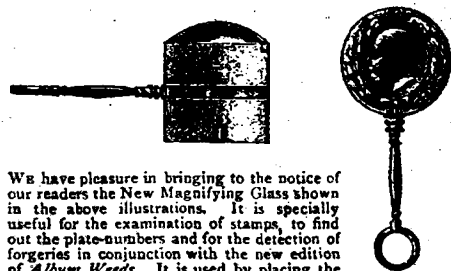 WE have pleasure in bringing to the notice of
our readers the New Magnifying Glass shown
in the above illustrations. It is specially
useful for the examination of stamps, to find
out the plate-numbers and for the detection of
forgeries in conjunction with the new edition
of Album Weeds. It is used by placing the